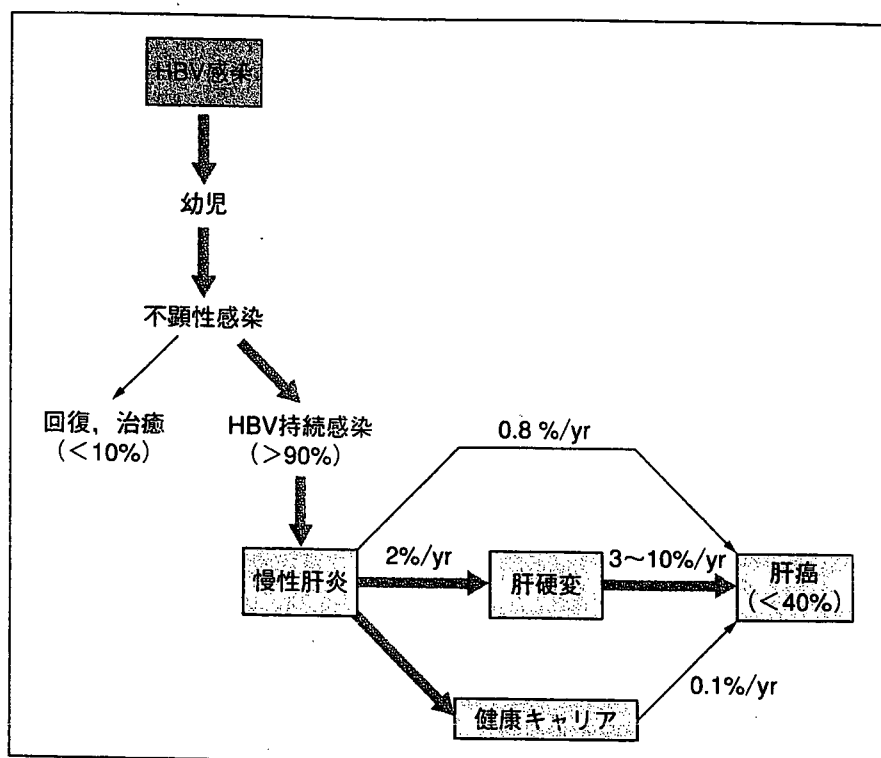 HBV感染
幼児
不顕性感染
回復，治癒
(＜10%)
HBV持続感染
(＞90%)
0.8 %/yr
慢性肝炎
2%/yr
肝硬変
3〜10%/yr
肝癌
(＜40%)
0.1%/yr
健康キャリア